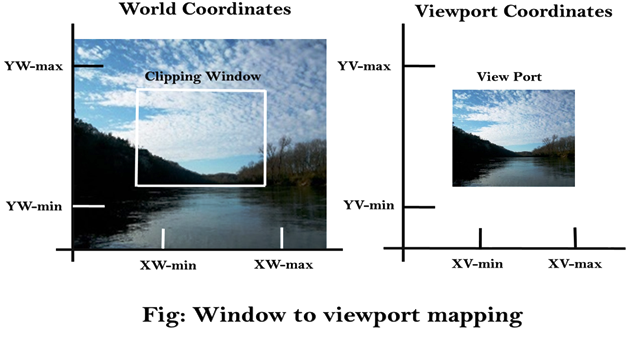 World Coordinates
Viewport Coordinates
YW-max
Clipping Window
YW-min
XW-min
XW-max
YV-max
View Port
YV-min
XV-min
XV-max
Fig: Window to viewport mapping